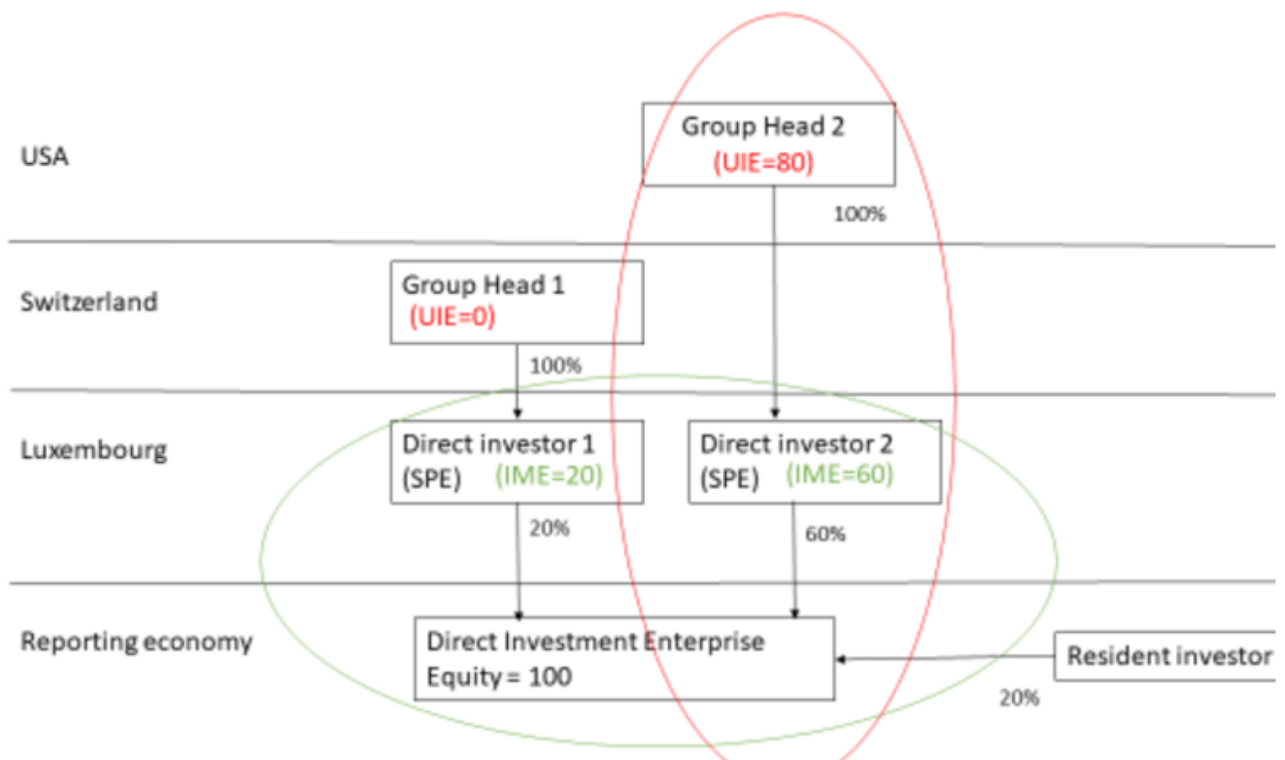 Group Head 2
(UIE=80)
USA
100%
Group Head 1
(UIE=0)
Switzerland
100%
Direct investor 1
(SPE) (IME=20)
Direct investor 2
(SPE) (IME=60)
Luxembourg
20%
60%
Direct Investment Enterprise
Equity = 100
Reporting economy
Resident investor
20%